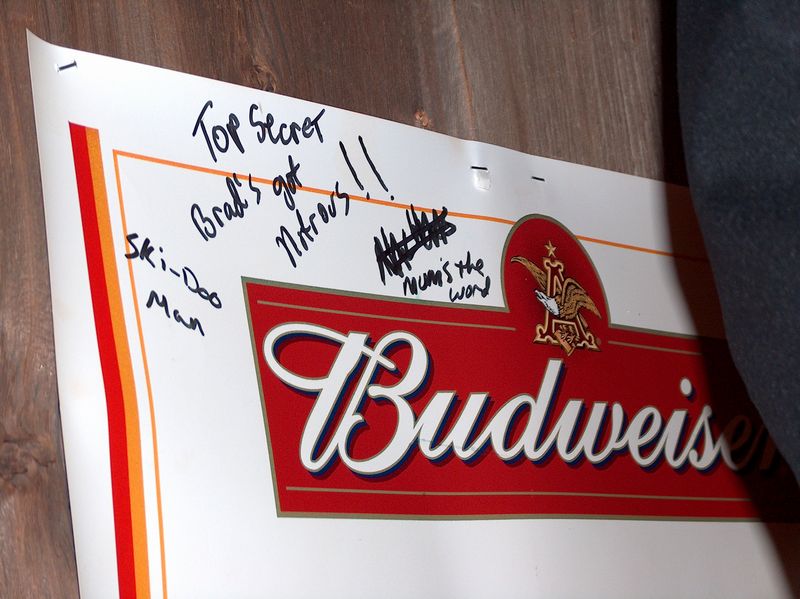 Top Secret
Brad's got
Nitrous!!
Mum's the
word
Ski-Doo
Man
Budweiser